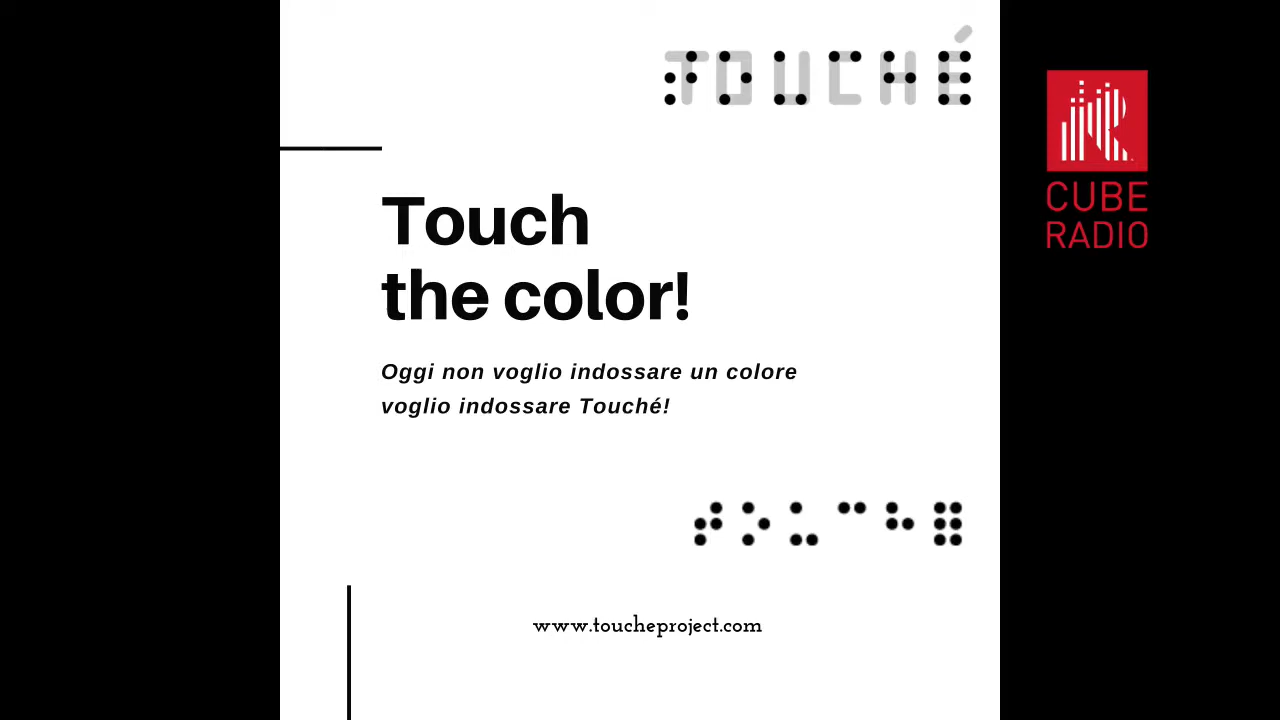 TOUCHÉ
CUBE
RADIO
Touch
the color!
Oggi non voglio indossare un colore
voglio indossare Touché!
⠞⠕⠥⠉⠓⠿
www.toucheproject.com